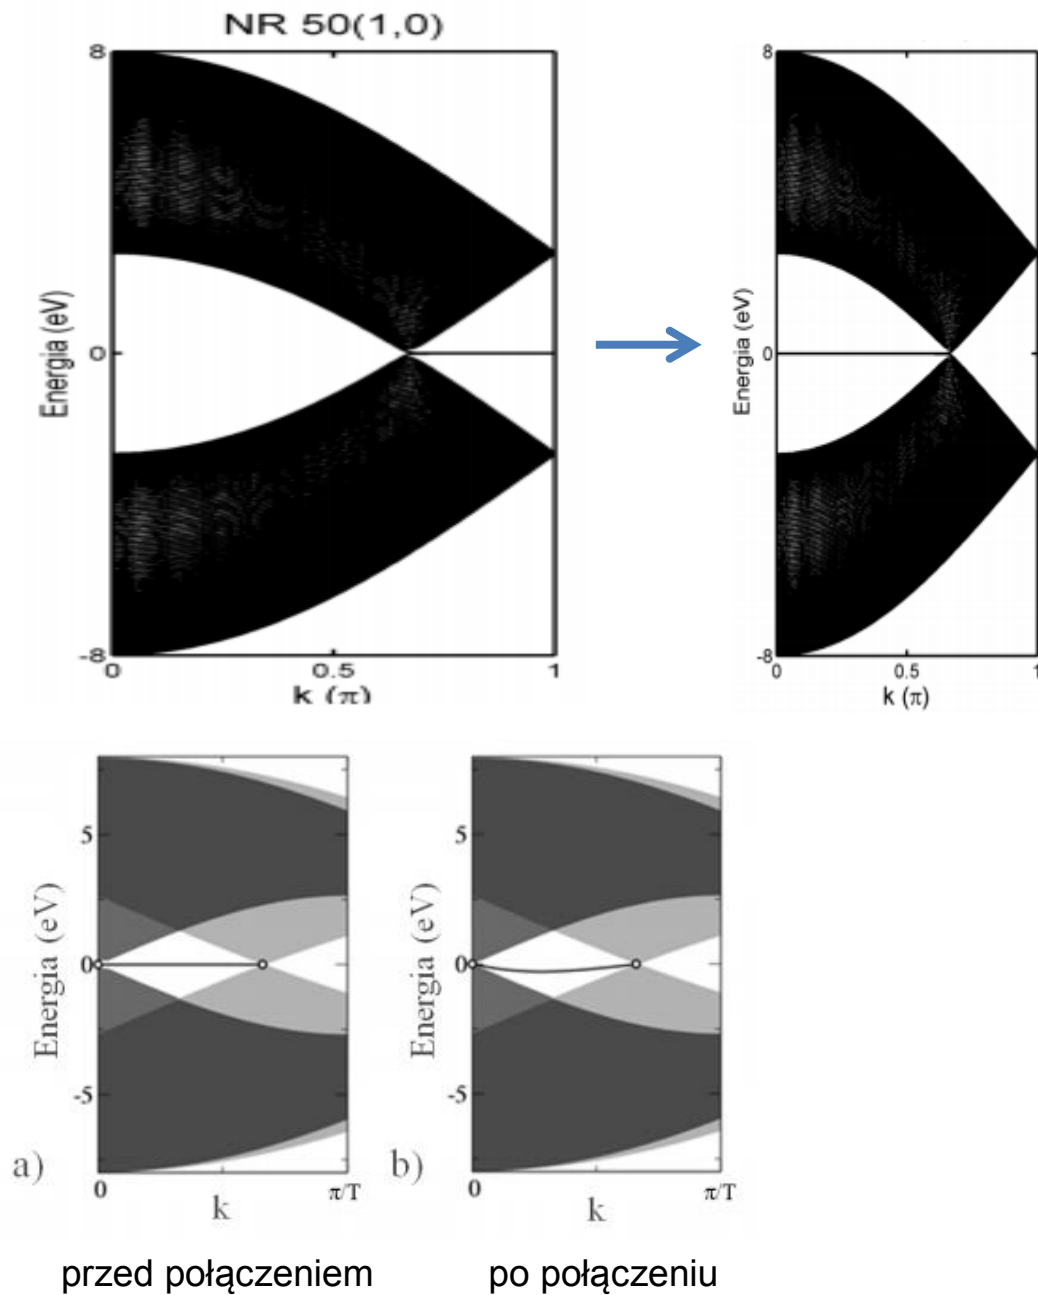 NR 50(1,0)
8
0
-8
Energia (eV)
0
0.5
1
k (π)
8
0
-8
Energia (eV)
0
0.5
1
k (π)
5
0
-5
Energia (eV)
a)
0
π/T
k
5
0
-5
Energia (eV)
b)
0
π/T
k
przed połączeniem
po połączeniu